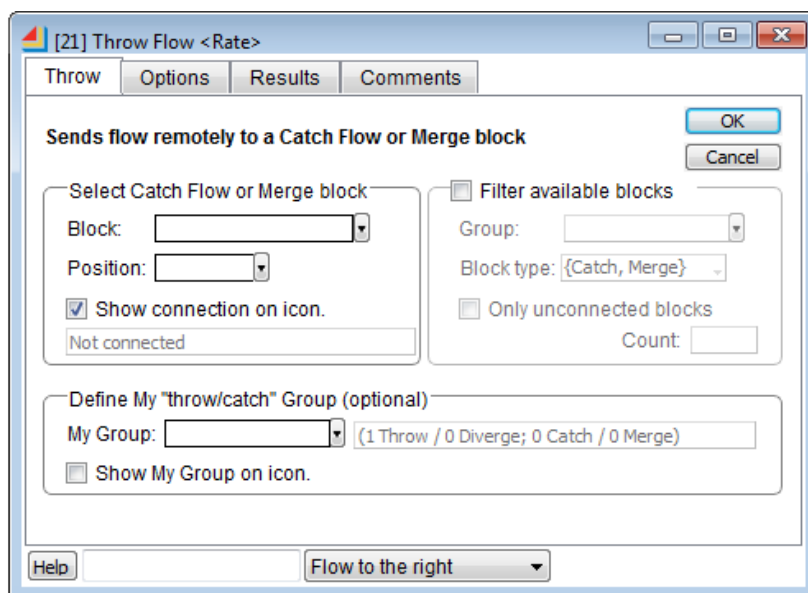 [21] Throw Flow <Rate>
Throw Options Results Comments
Sends flow remotely to a Catch Flow or Merge block
OK
Cancel
Select Catch Flow or Merge block
Block:
Position:
Show connection on icon.
Not connected
Filter available blocks
Group:
Block type: {Catch, Merge}
Only unconnected blocks
Count:
Define My "throw/catch" Group (optional)
My Group: (1 Throw / 0 Diverge; 0 Catch / 0 Merge)
Show My Group on icon.
Help Flow to the right